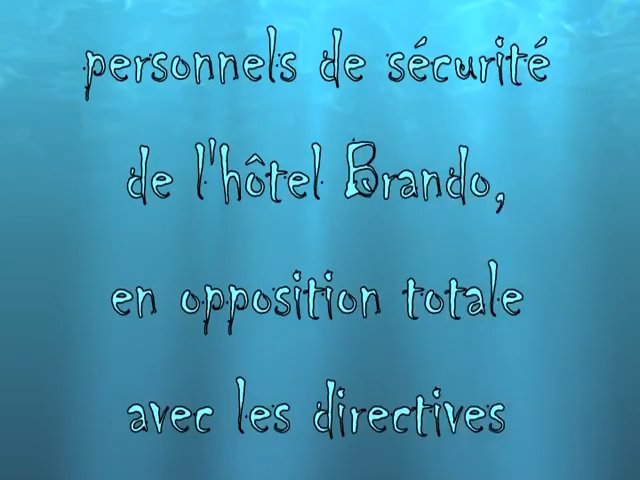 personnels de sécurité
de l'hôtel Brando,
en opposition totale
avec les directives